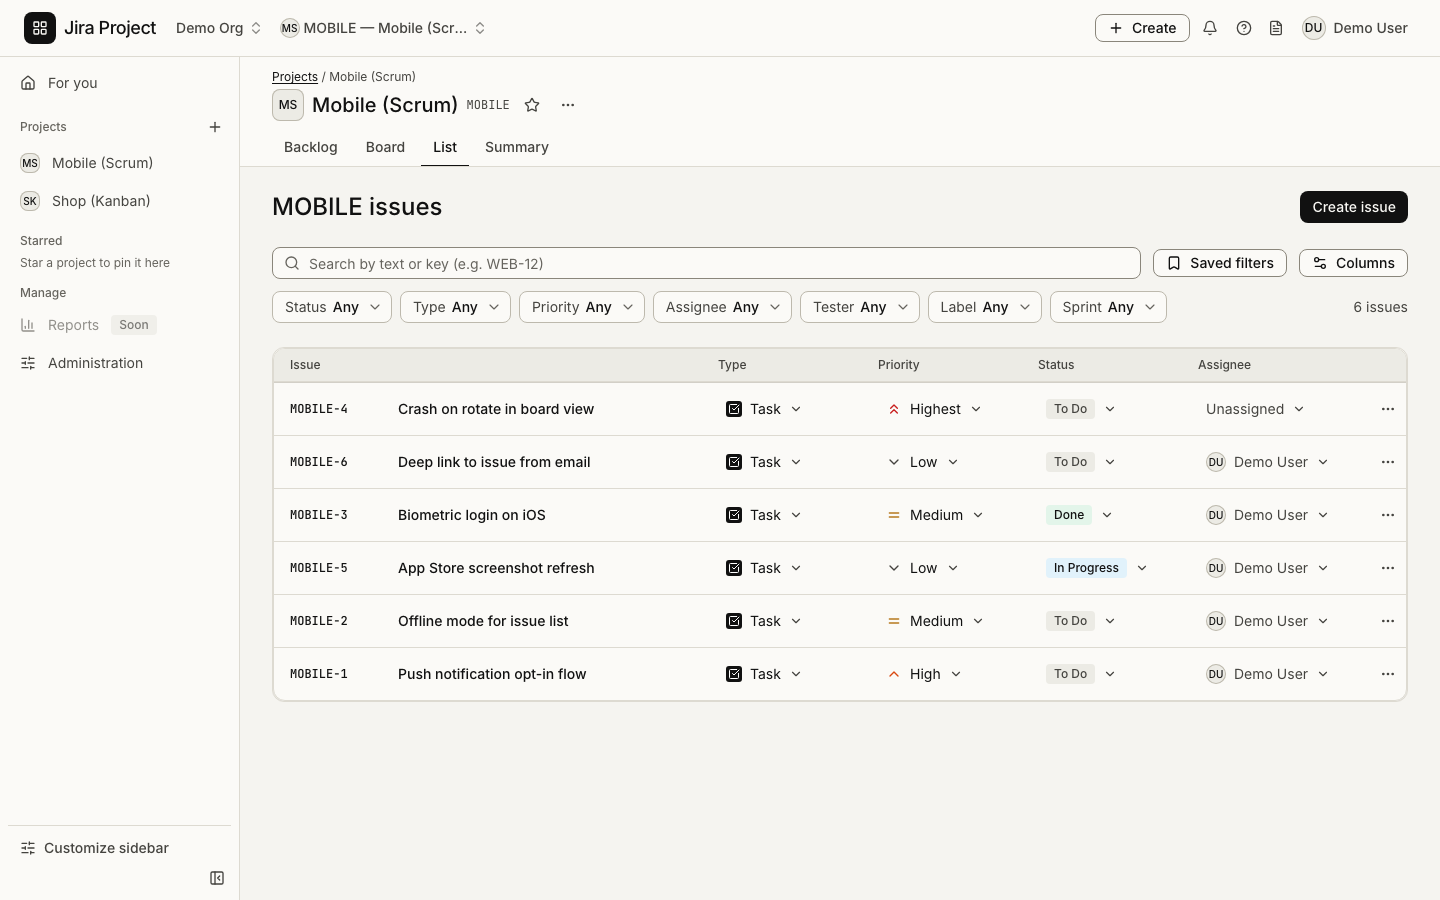 Jira Project Demo Org MS MOBILE — Mobile (Scr... Create DU Demo User
For you
Projects
MS Mobile (Scrum)
SK Shop (Kanban)
Starred
Star a project to pin it here
Manage
Reports Soon
Administration
Customize sidebar
Projects / Mobile (Scrum)
MS Mobile (Scrum) MOBILE
Backlog Board List Summary
MOBILE issues Create issue
Search by text or key (e.g. WEB-12) Saved filters Columns
Status Any Type Any Priority Any Assignee Any Tester Any Label Any Sprint Any 6 issues
Issue Type Priority Status Assignee
MOBILE-4 Crash on rotate in board view Task Highest To Do Unassigned
MOBILE-6 Deep link to issue from email Task Low To Do DU Demo User
MOBILE-3 Biometric login on iOS Task Medium Done DU Demo User
MOBILE-5 App Store screenshot refresh Task Low In Progress DU Demo User
MOBILE-2 Offline mode for issue list Task Medium To Do DU Demo User
MOBILE-1 Push notification opt-in flow Task High To Do DU Demo User